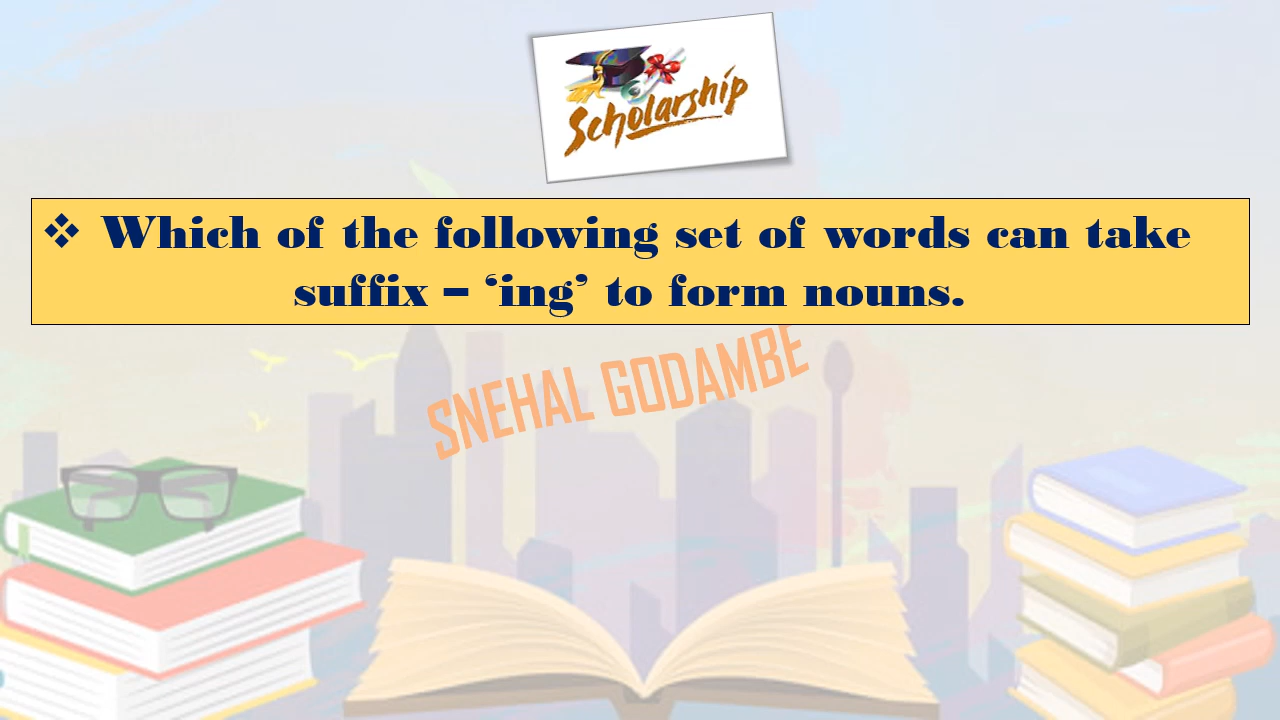 Scholarship
❖ Which of the following set of words can take
suffix – ‘ing’ to form nouns.
SNEHAL GODAMBE